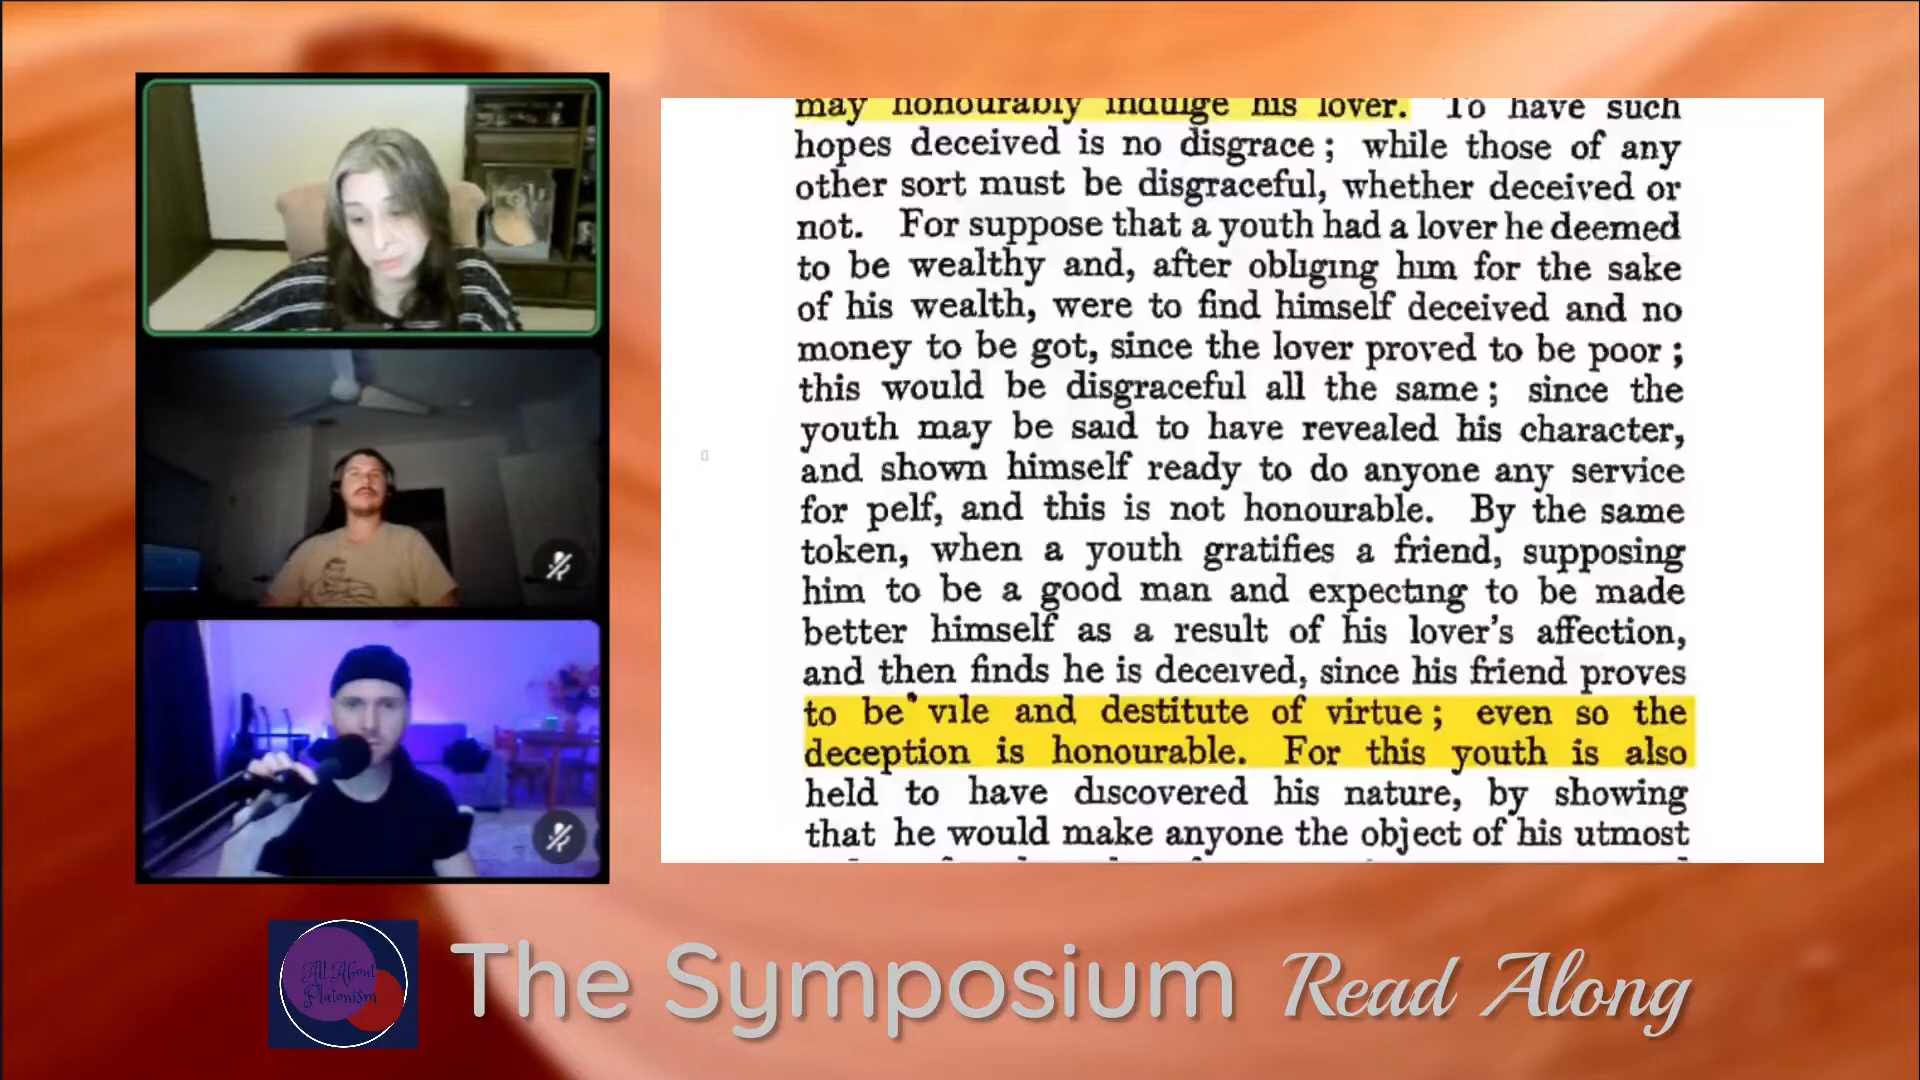 may honourably indulge his lover. To have such
hopes deceived is no disgrace; while those of any
other sort must be disgraceful, whether deceived or
not. For suppose that a youth had a lover he deemed
to be wealthy and, after obliging him for the sake
of his wealth, were to find himself deceived and no
money to be got, since the lover proved to be poor;
this would be disgraceful all the same; since the
youth may be said to have revealed his character,
and shown himself ready to do anyone any service
for pelf, and this is not honourable. By the same
token, when a youth gratifies a friend, supposing
him to be a good man and expecting to be made
better himself as a result of his lover's affection,
and then finds he is deceived, since his friend proves
to be vile and destitute of virtue; even so the
deception is honourable. For this youth is also
held to have discovered his nature, by showing
that he would make anyone the object of his utmost
All About
Platonism
The Symposium Read Along